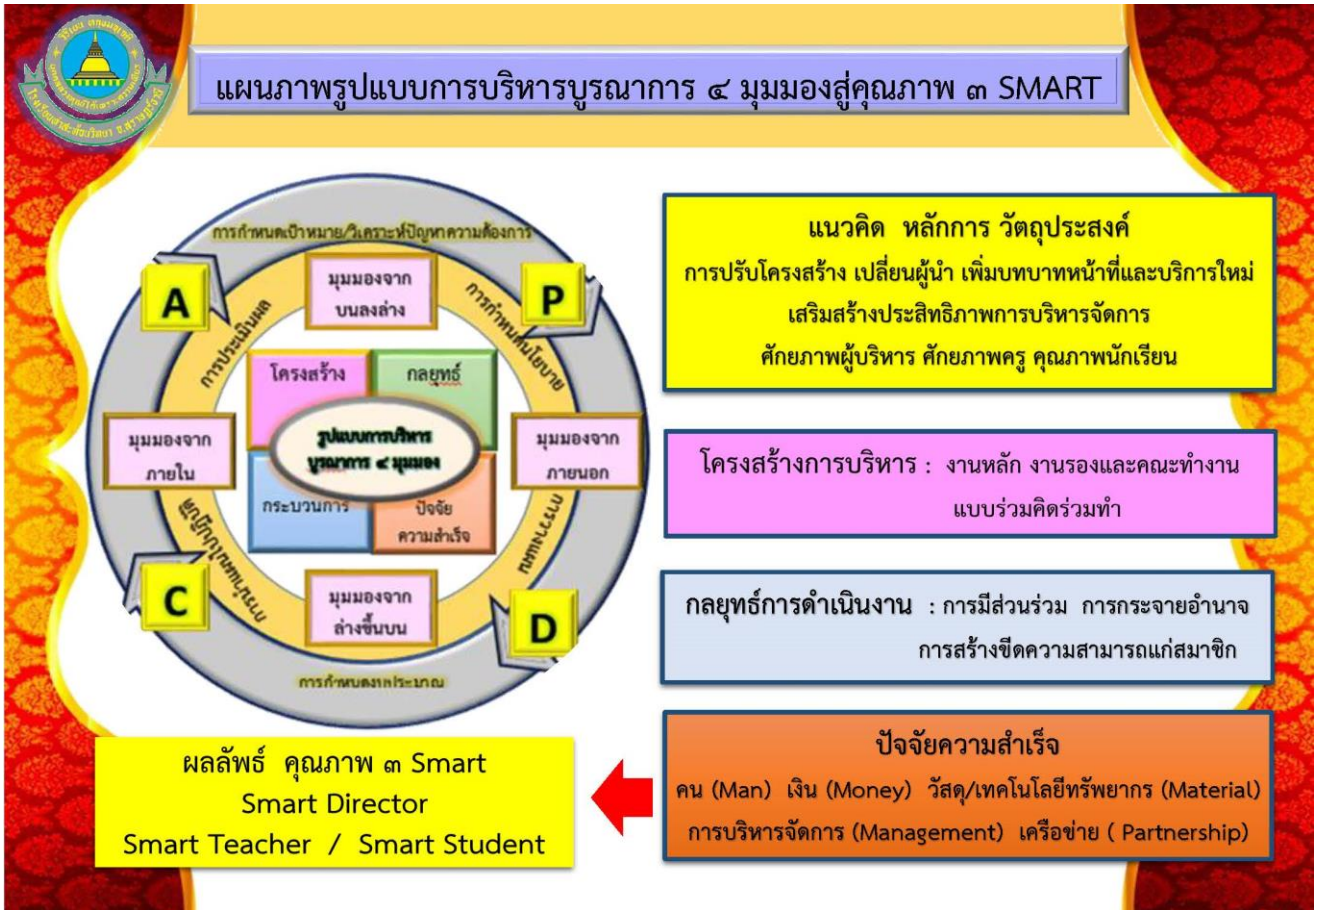 แผนภาพรูปแบบการบริหารบูรณาการ ๔ มุมมองสู่คุณภาพ ๓ SMART
การกำหนดเป้าหมาย/วิเคราะห์ปัญหาความต้องการ
A
P
มุมมองจาก
บนลงล่าง
การประเมินผล
การกำหนดนโยบาย
โครงสร้าง
กลยุทธ์
มุมมองจาก
ภายใน
รูปแบบการบริหาร
บูรณาการ ๔ มุมมอง
มุมมองจาก
ภายนอก
กระบวนการ
ปัจจัย
ความสำเร็จ
การนำแผนไปปฏิบัติ
การวางแผน
C
มุมมองจาก
ล่างขึ้นบน
D
การกำหนดงบประมาณ
แนวคิด หลักการ วัตถุประสงค์
การปรับโครงสร้าง เปลี่ยนผู้นำ เพิ่มบทบาทหน้าที่และบริการใหม่
เสริมสร้างประสิทธิภาพการบริหารจัดการ
ศักยภาพผู้บริหาร ศักยภาพครู คุณภาพนักเรียน
โครงสร้างการบริหาร : งานหลัก งานรองและคณะทำงาน
แบบร่วมคิดร่วมทำ
กลยุทธ์การดำเนินงาน : การมีส่วนร่วม การกระจายอำนาจ
การสร้างขีดความสามารถแก่สมาชิก
ปัจจัยความสำเร็จ
คน (Man) เงิน (Money) วัสดุ/เทคโนโลยีทรัพยากร (Material)
การบริหารจัดการ (Management) เครือข่าย ( Partnership)
ผลลัพธ์ คุณภาพ ๓ Smart
Smart Director
Smart Teacher / Smart Student